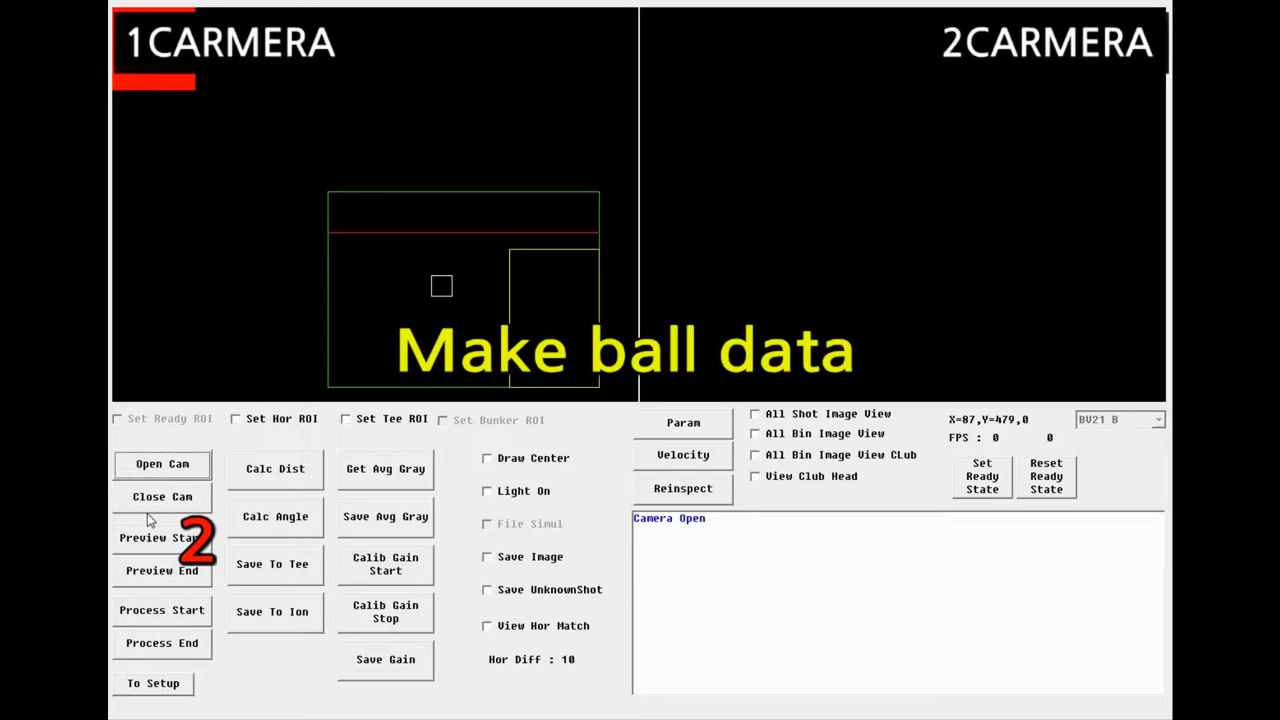 1CARMERA
2CARMERA
Make ball data
Set Ready ROI
Set Hor ROI
Set Tee ROI
Set Bunker ROI
Open Cam
Close Cam
Preview Star
2
Preview End
Process Start
Process End
To Setup
Calc Dist
Calc Angle
Save To Tee
Save To Ion
Get Avg Gray
Save Avg Gray
Calib Gain
Start
Calib Gain
Stop
Save Gain
Draw Center
Light On
File Simul
Save Image
Save UnknownShot
View Hor Match
Hor Diff : 10
Param
Velocity
Reinspect
All Shot Image View
All Bin Image View
All Bin Image View CLub
View Club Head
X=87,Y=479,0
FPS : 0 0
BV21 B
Set
Ready
State
Reset
Ready
State
Camera Open